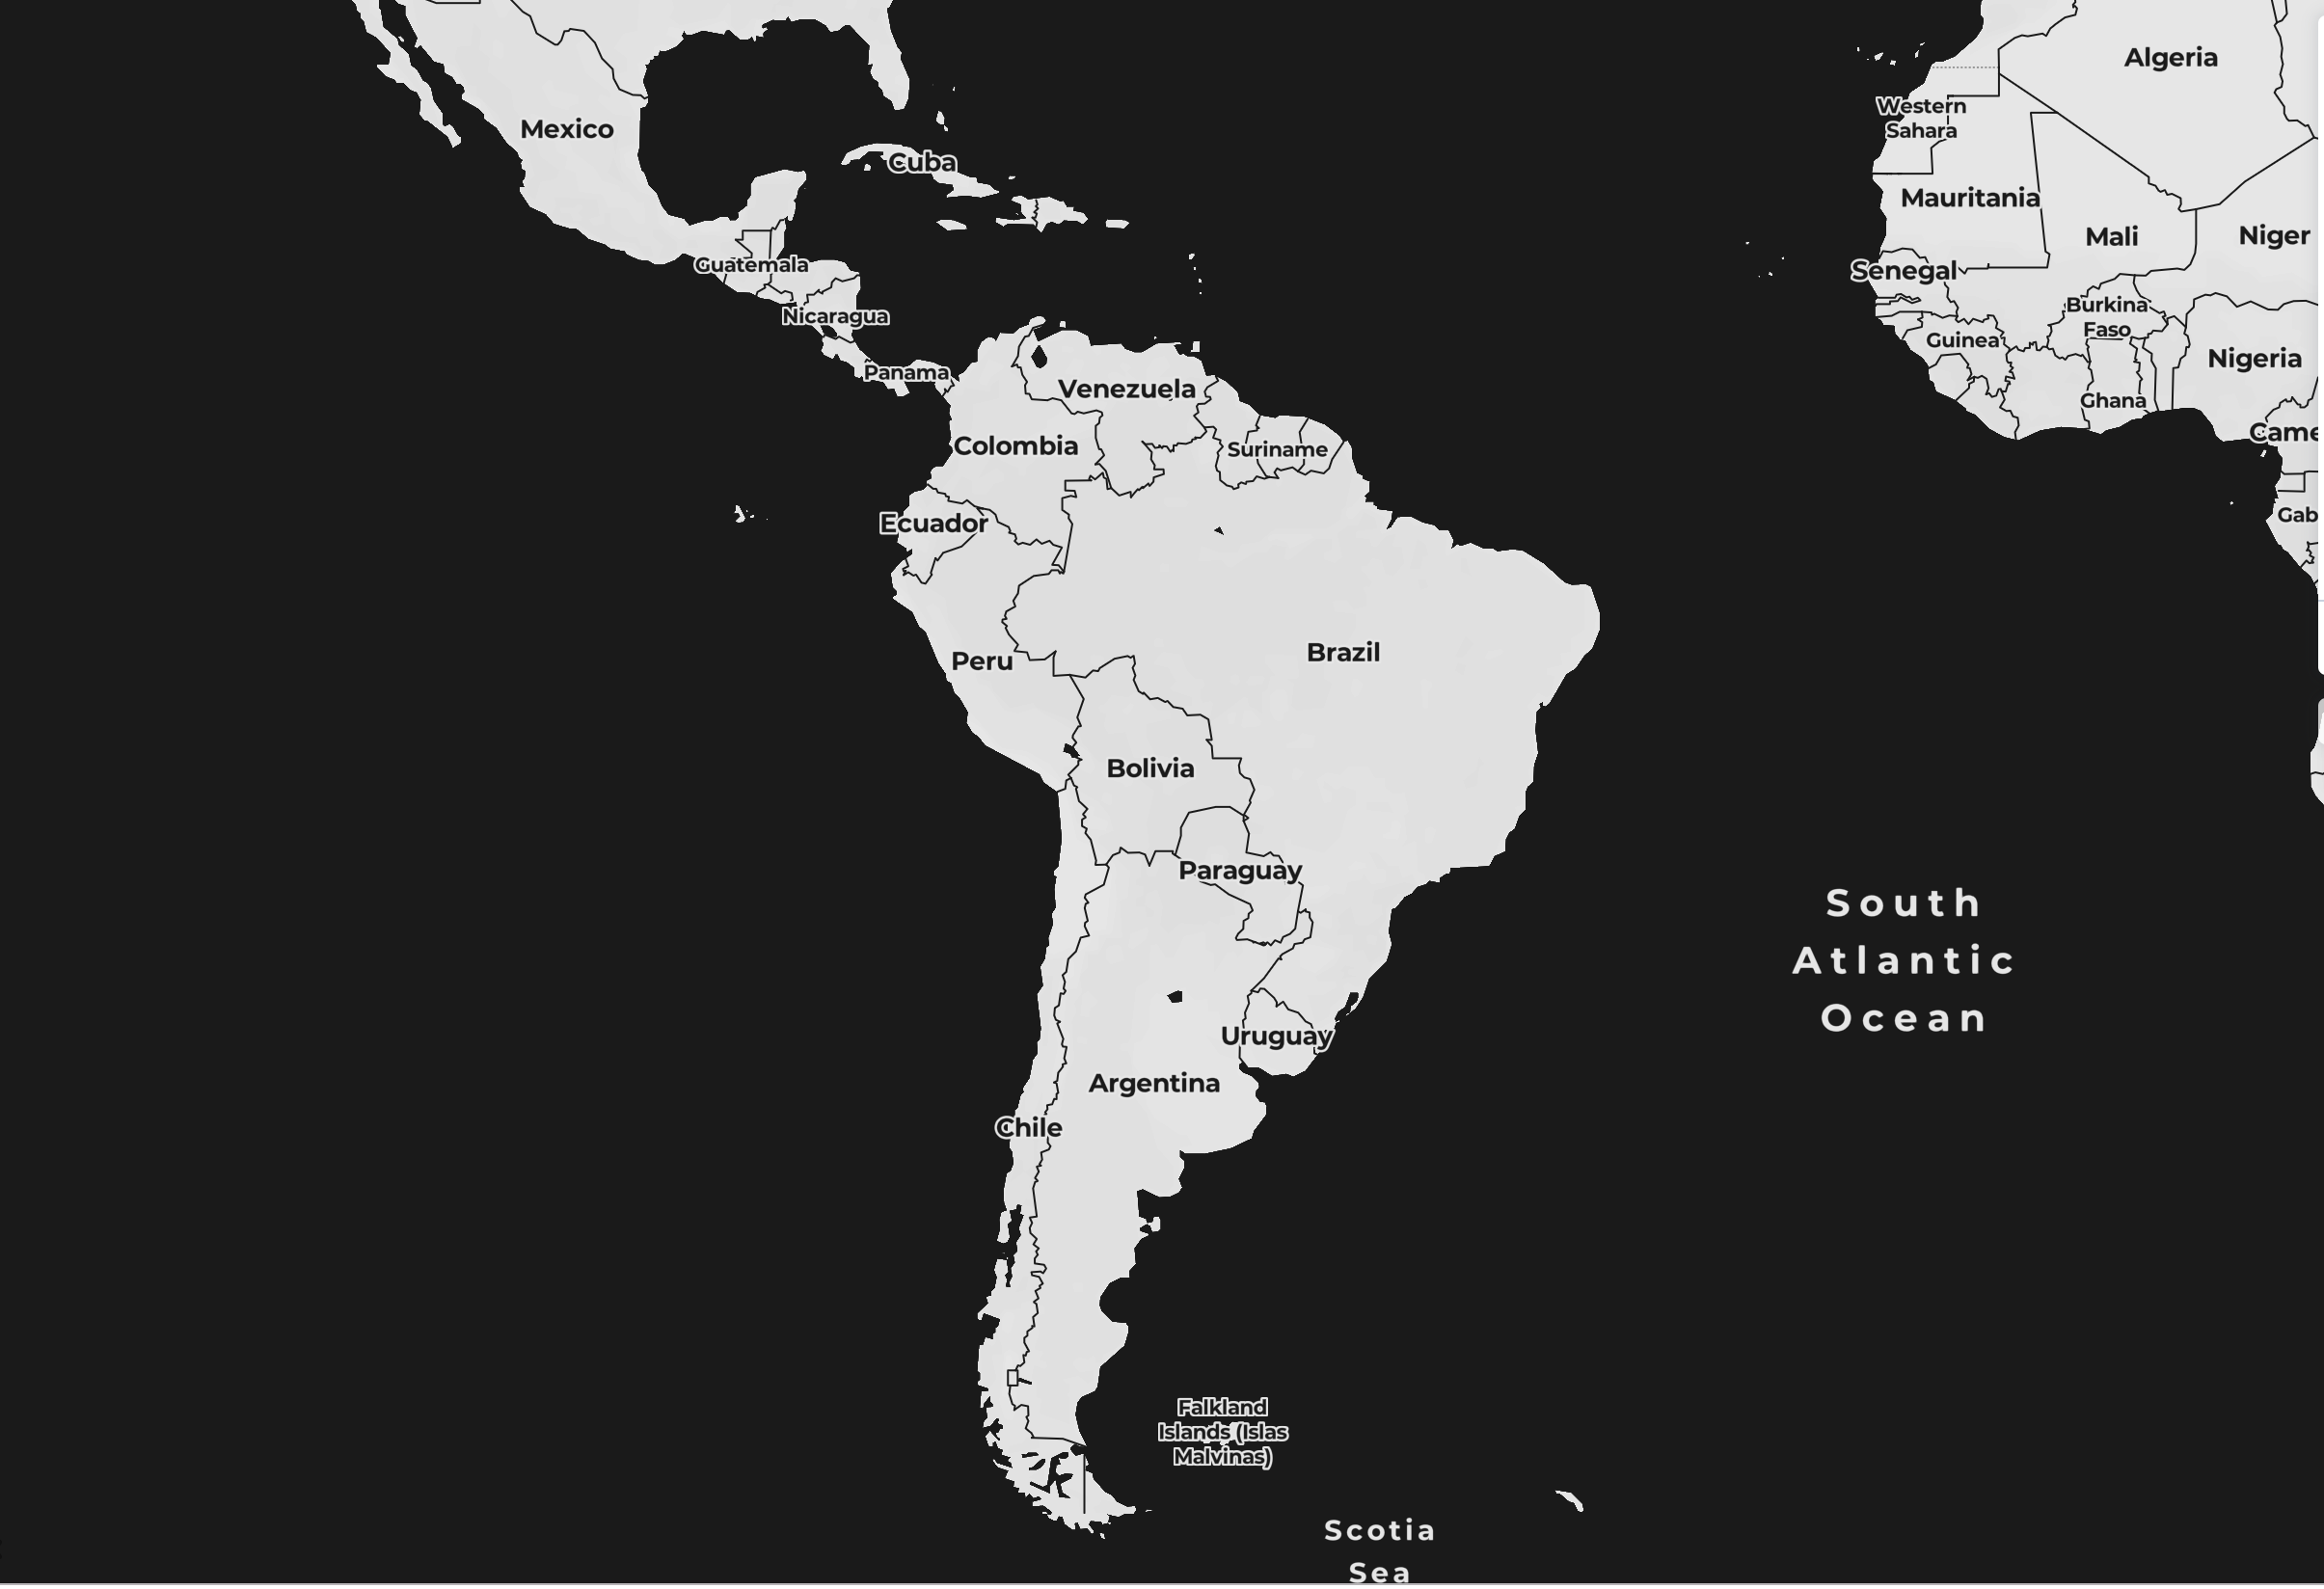 Algeria
Western
Sahara
Mexico
Cuba
Mauritania
Mali
Niger
Guatemala
Senegal
Nicaragua
Burkina
Faso
Guinea
Nigeria
Panama
Venezuela
Ghana
Colombia
Suriname
Came
Ecuador
Gab
Peru
Brazil
Bolivia
Paraguay
South
Atlantic
Ocean
Uruguay
Argentina
Chile
Falkland
Islands (Islas
Malvinas)
Scotia
Sea